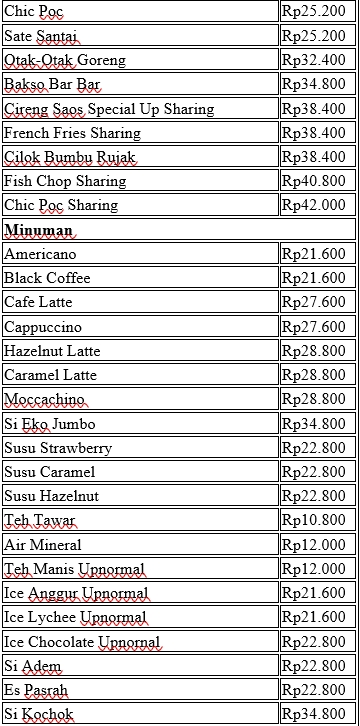 Chic Poc Rp25.200
Sate Santai Rp25.200
Otak-Otak Goreng Rp32.400
Bakso Bar Bar Rp34.800
Cireng Saos Special Up Sharing Rp38.400
French Fries Sharing Rp38.400
Cilok Bumbu Rujak Rp38.400
Fish Chop Sharing Rp40.800
Chic Poc Sharing Rp42.000
Minuman
Americano Rp21.600
Black Coffee Rp21.600
Cafe Latte Rp27.600
Cappuccino Rp27.600
Hazelnut Latte Rp28.800
Caramel Latte Rp28.800
Moccachino Rp28.800
Si Eko Jumbo Rp34.800
Susu Strawberry Rp22.800
Susu Caramel Rp22.800
Susu Hazelnut Rp22.800
Teh Tawar Rp10.800
Air Mineral Rp12.000
Teh Manis Upnormal Rp12.000
Ice Anggur Upnormal Rp21.600
Ice Lychee Upnormal Rp21.600
Ice Chocolate Upnornal Rp22.800
Si Adem Rp22.800
Es Pasrah Rp22.800
Si Kochok Rp34.800